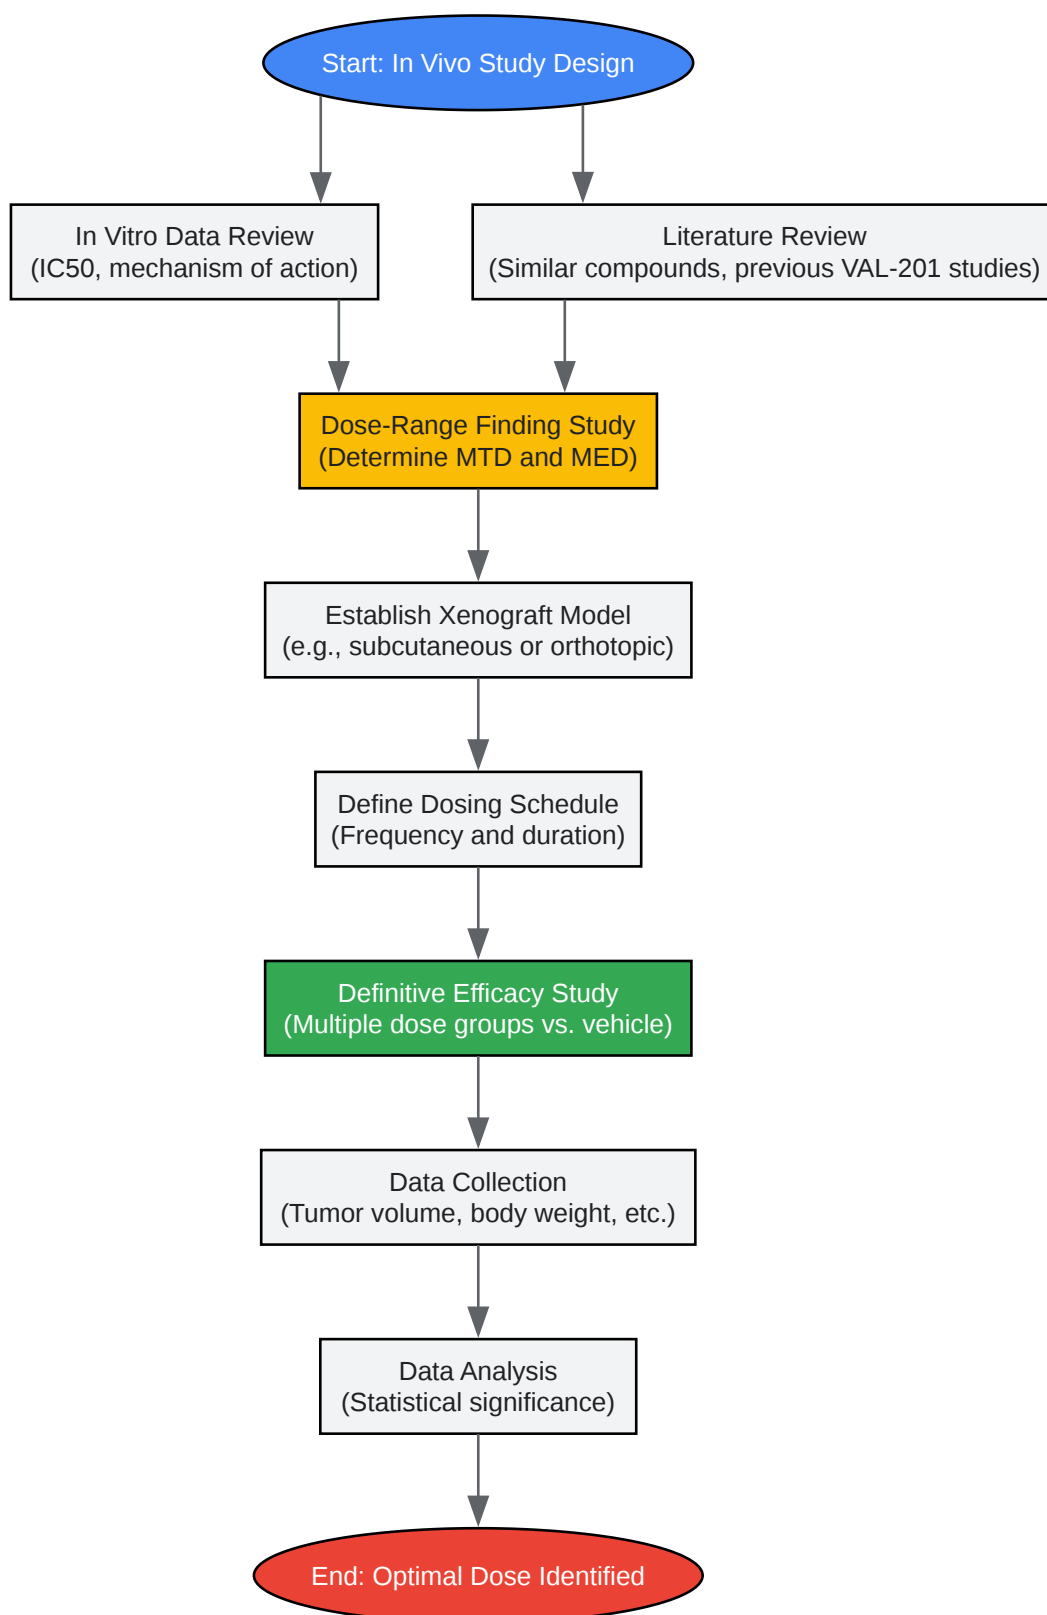 Start: In Vivo Study Design
In Vitro Data Review
(IC50, mechanism of action)
Literature Review
(Similar compounds, previous VAL-201 studies)
Dose-Range Finding Study
(Determine MTD and MED)
Establish Xenograft Model
(e.g., subcutaneous or orthotopic)
Define Dosing Schedule
(Frequency and duration)
Definitive Efficacy Study
(Multiple dose groups vs. vehicle)
Data Collection
(Tumor volume, body weight, etc.)
Data Analysis
(Statistical significance)
End: Optimal Dose Identified